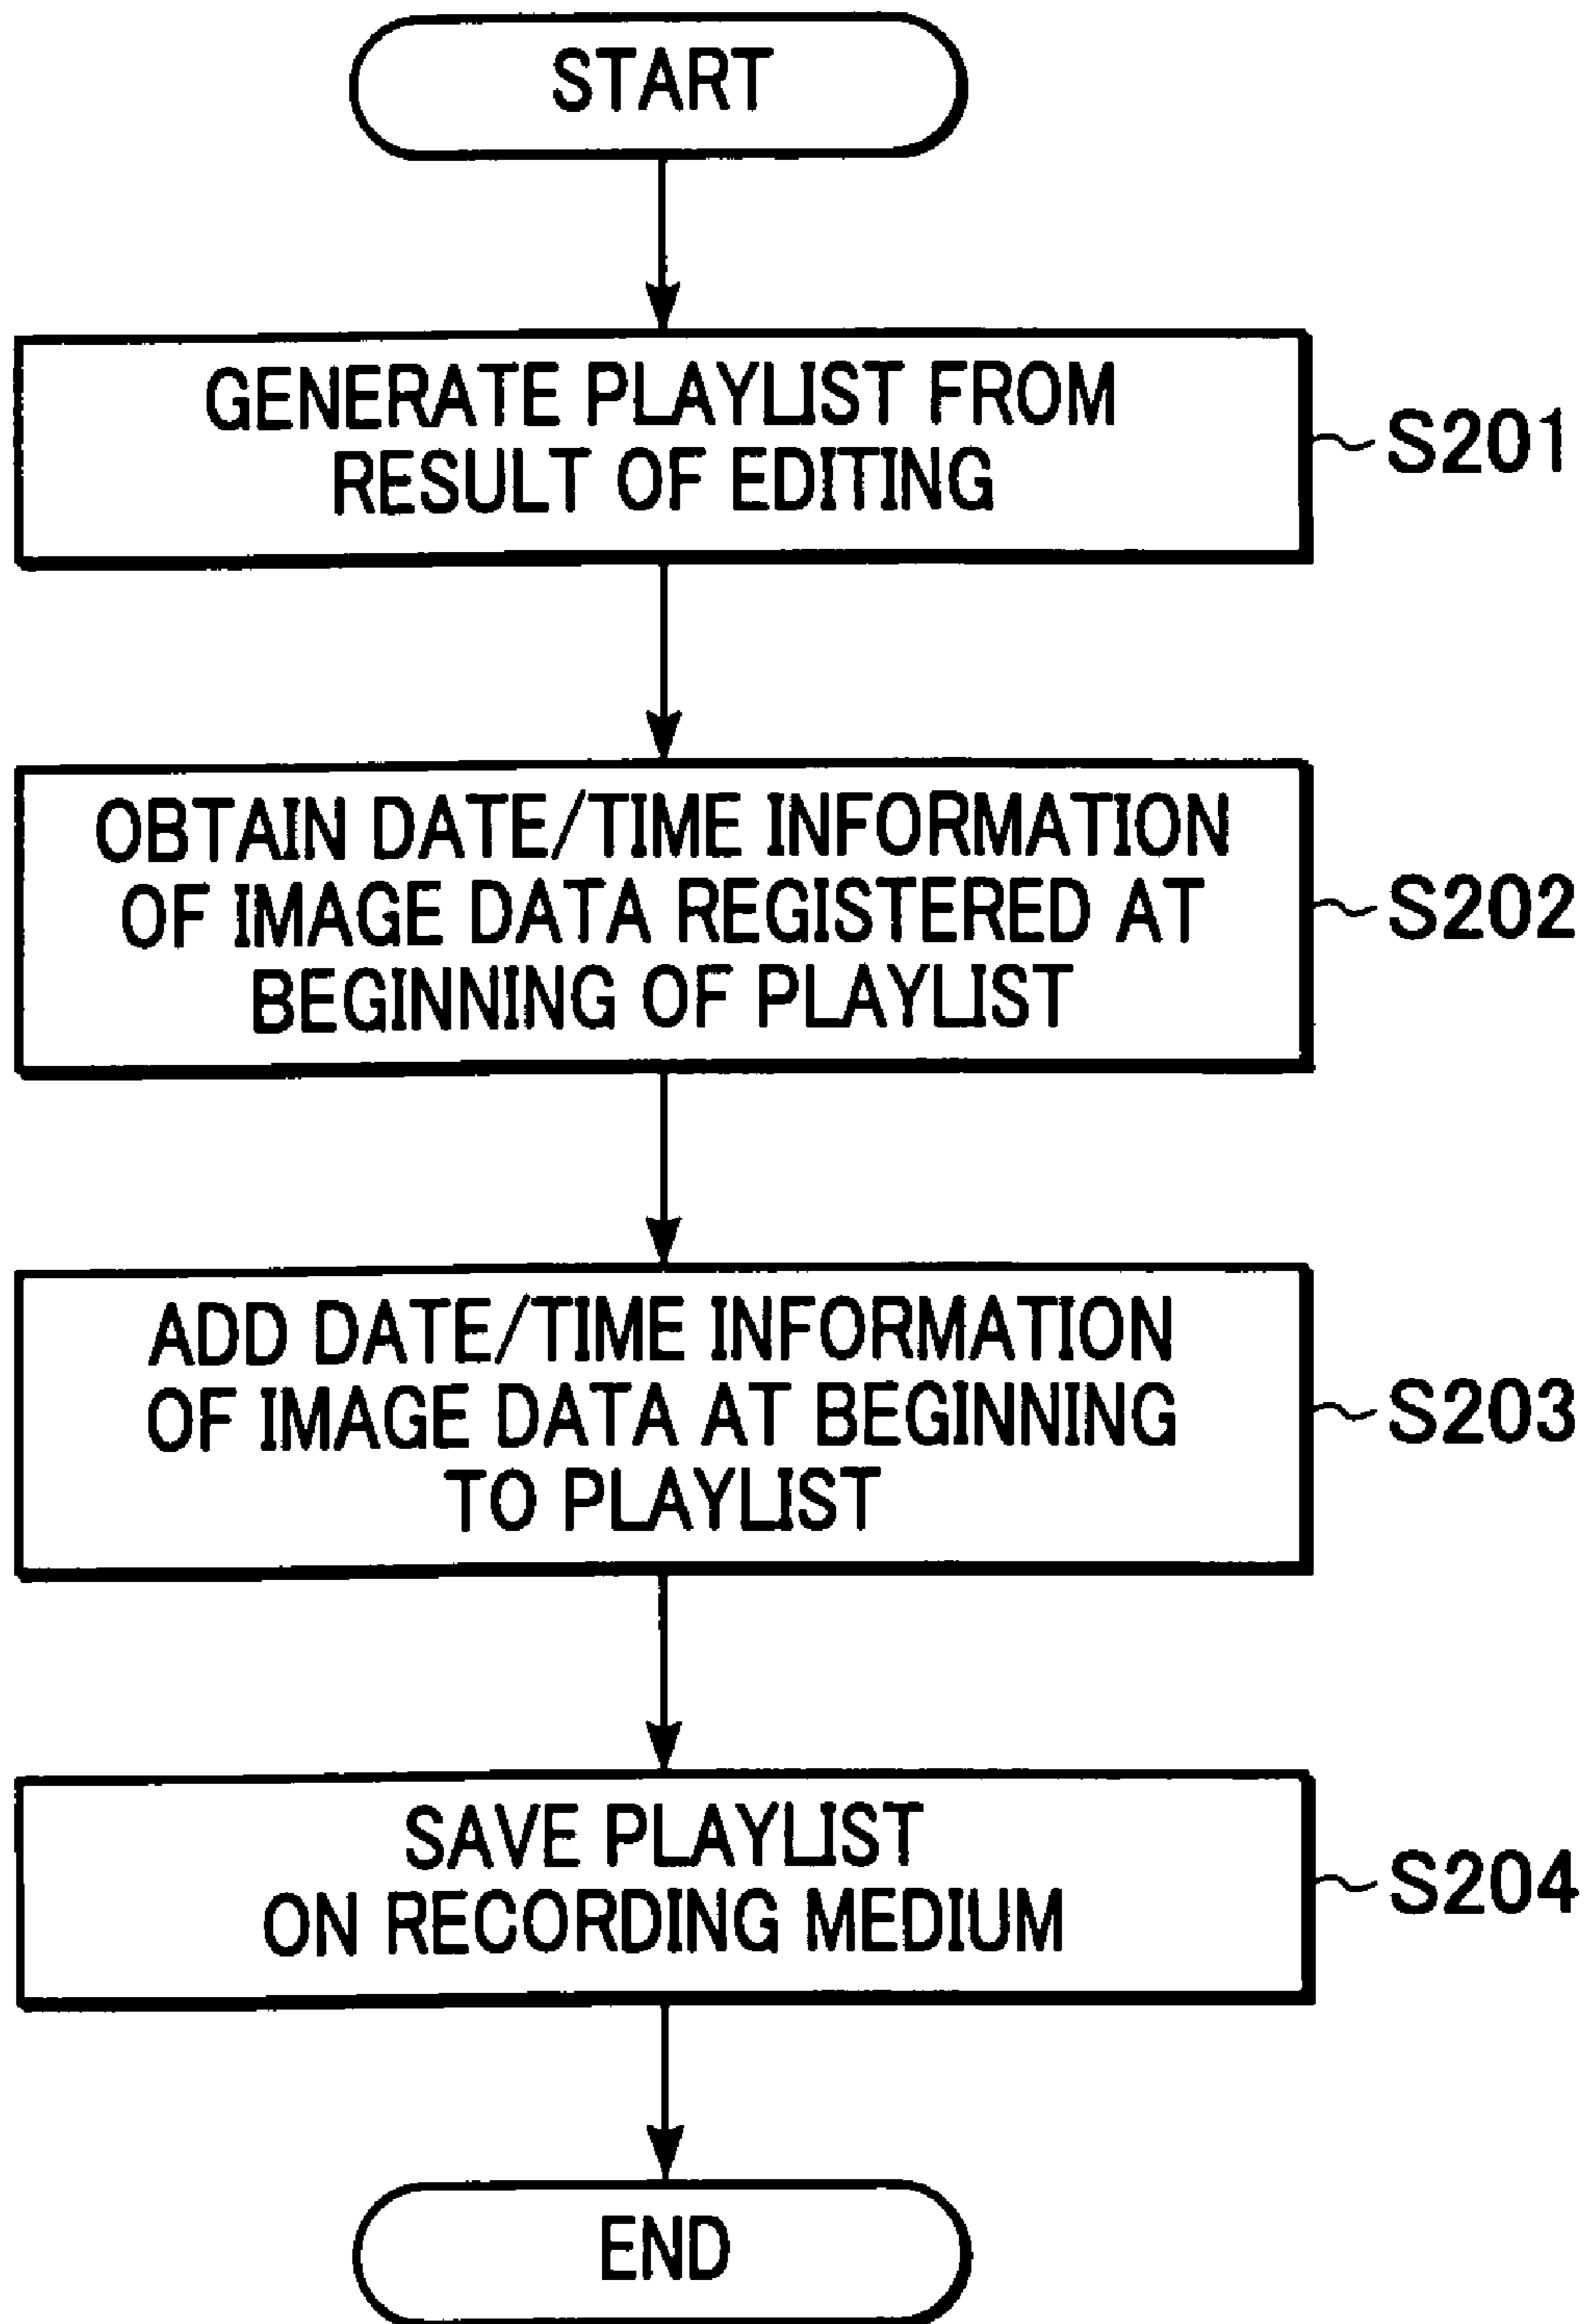 START
GENERATE PLAYLIST FROM
RESULT OF EDITING
S201
OBTAIN DATE/TIME INFORMATION
OF IMAGE DATA REGISTERED AT
BEGINNING OF PLAYLIST
S202
ADD DATE/TIME INFORMATION
OF IMAGE DATA AT BEGINNING
TO PLAYLIST
S203
SAVE PLAYLIST
ON RECORDING MEDIUM
S204
END